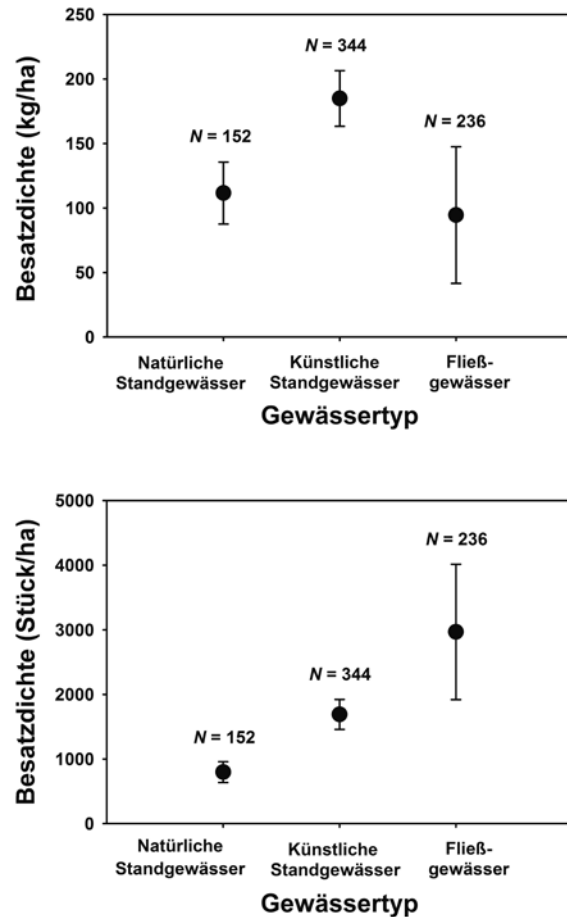 Besatzdichte (kg/ha)
250
200
150
100
50
0
N = 152
N = 344
N = 236
Natürliche
Standgewässer
Künstliche
Standgewässer
Fließ-
gewässer
Gewässertyp
Besatzdichte (Stück/ha)
5000
4000
3000
2000
1000
0
N = 152
N = 344
N = 236
Natürliche
Standgewässer
Künstliche
Standgewässer
Fließ-
gewässer
Gewässertyp